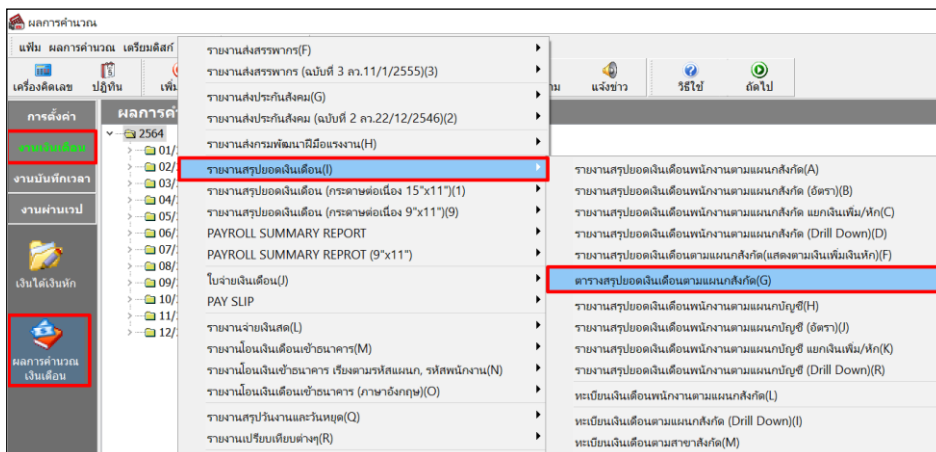 ผลการคำนวณ
แฟ้ม ผลการคำนวณ เตรียมดิสก์
เครื่องคิดเลข ปฏิทิน แจ้งข่าว วิธีใช้ ถัดไป
การตั้งค่า
งานเงินเดือน
งานบันทึกเวลา
งานผ่านเวป
เงินได้เงินหัก
ผลการคำนวณ
เงินเดือน
2564
01/
02/
03/
04/
05/
06/
07/
08/
09/
10/
11/
12/
รายงานส่งสรรพากร(F)
รายงานส่งสรรพากร (ฉบับที่ 3 ลว.11/1/2555)(3)
รายงานส่งประกันสังคม(G)
รายงานส่งประกันสังคม (ฉบับที่ 2 ลว.22/12/2546)(2)
รายงานส่งกรมพัฒนาฝีมือแรงงาน(H)
รายงานสรุปยอดเงินเดือน(I)
รายงานสรุปยอดเงินเดือน (กระดาษต่อเนื่อง 15"x11")(1)
รายงานสรุปยอดเงินเดือน (กระดาษต่อเนื่อง 9"x11")(9)
PAYROLL SUMMARY REPORT
PAYROLL SUMMARY REPROT (9"x11")
ใบจ่ายเงินเดือน(J)
PAY SLIP
รายงานจ่ายเงินสด(L)
รายงานโอนเงินเดือนเข้าธนาคาร(M)
รายงานโอนเงินเข้าธนาคาร เรียงตามรหัสแผนก, รหัสพนักงาน(N)
รายงานโอนเงินเดือนเข้าธนาคาร (ภาษาอังกฤษ)(O)
รายงานสรุปวันงานและวันหยุด(Q)
รายงานเปรียบเทียบต่างๆ(R)
รายงานสรุปยอดเงินเดือนพนักงานตามแผนกสังกัด(A)
รายงานสรุปยอดเงินเดือนพนักงานตามแผนกสังกัด (อัตรา)(B)
รายงานสรุปยอดเงินเดือนพนักงานตามแผนกสังกัด แยกเงินเพิ่ม/หัก(C)
รายงานสรุปยอดเงินเดือนพนักงานตามแผนกสังกัด (Drill Down)(D)
รายงานสรุปยอดเงินเดือนตามแผนกสังกัด(แสดงตามเงินเพิ่มเงินหัก)(F)
ตารางสรุปยอดเงินเดือนตามแผนกสังกัด(G)
รายงานสรุปยอดเงินเดือนพนักงานตามแผนกบัญชี(H)
รายงานสรุปยอดเงินเดือนพนักงานตามแผนกบัญชี (อัตรา)(J)
รายงานสรุปยอดเงินเดือนพนักงานตามแผนกบัญชี แยกเงินเพิ่ม/หัก(K)
รายงานสรุปยอดเงินเดือนพนักงานตามแผนกบัญชี (Drill Down)(R)
ทะเบียนเงินเดือนพนักงานตามแผนกสังกัด(L)
ทะเบียนเงินเดือนตามแผนกสังกัด (Drill Down)(I)
ทะเบียนเงินเดือนตามสาขาสังกัด(M)